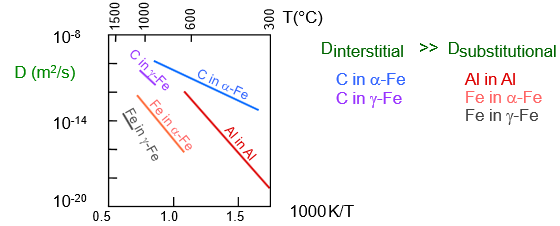 1500
1000
600
300
T(°C)
10-8
D (m2/s)
10-14
10-20
C in γ-Fe
C in α-Fe
Fe in γ-Fe
Fe in α-Fe
Al in Al
0.5
1.0
1.5
1000K/T
Dinterstitial >> Dsubstitutional
C in α-Fe
C in γ-Fe
Al in Al
Fe in α-Fe
Fe in γ-Fe